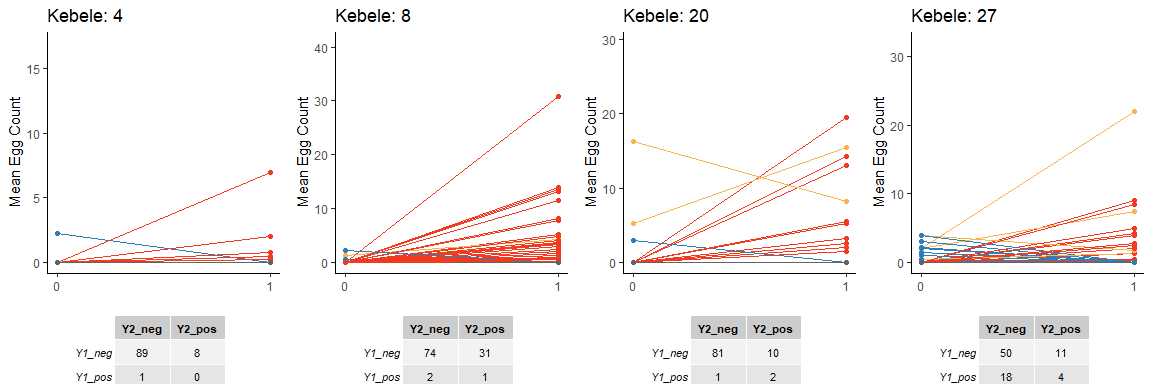 Kebele: 4
Mean Egg Count
15
10
5
0
0 1
Y2_neg Y2_pos
Y1_neg 89 8
Y1_pos 1 0
Kebele: 8
Mean Egg Count
40
30
20
10
0
0 1
Y2_neg Y2_pos
Y1_neg 74 31
Y1_pos 2 1
Kebele: 20
Mean Egg Count
30
20
10
0
0 1
Y2_neg Y2_pos
Y1_neg 81 10
Y1_pos 1 2
Kebele: 27
Mean Egg Count
30
20
10
0
0 1
Y2_neg Y2_pos
Y1_neg 50 11
Y1_pos 18 4